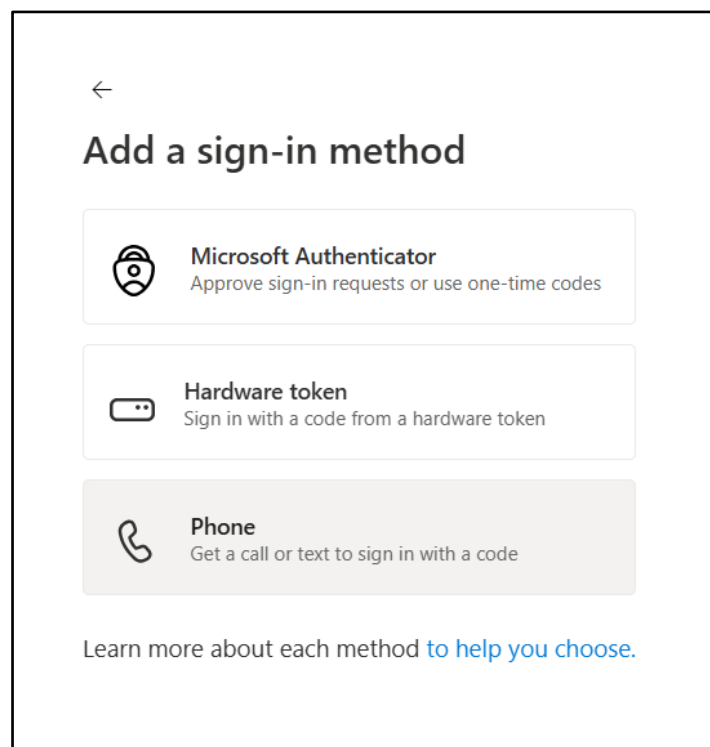 Add a sign-in method
Microsoft Authenticator
Approve sign-in requests or use one-time codes
Hardware token
Sign in with a code from a hardware token
Phone
Get a call or text to sign in with a code
Learn more about each method to help you choose.